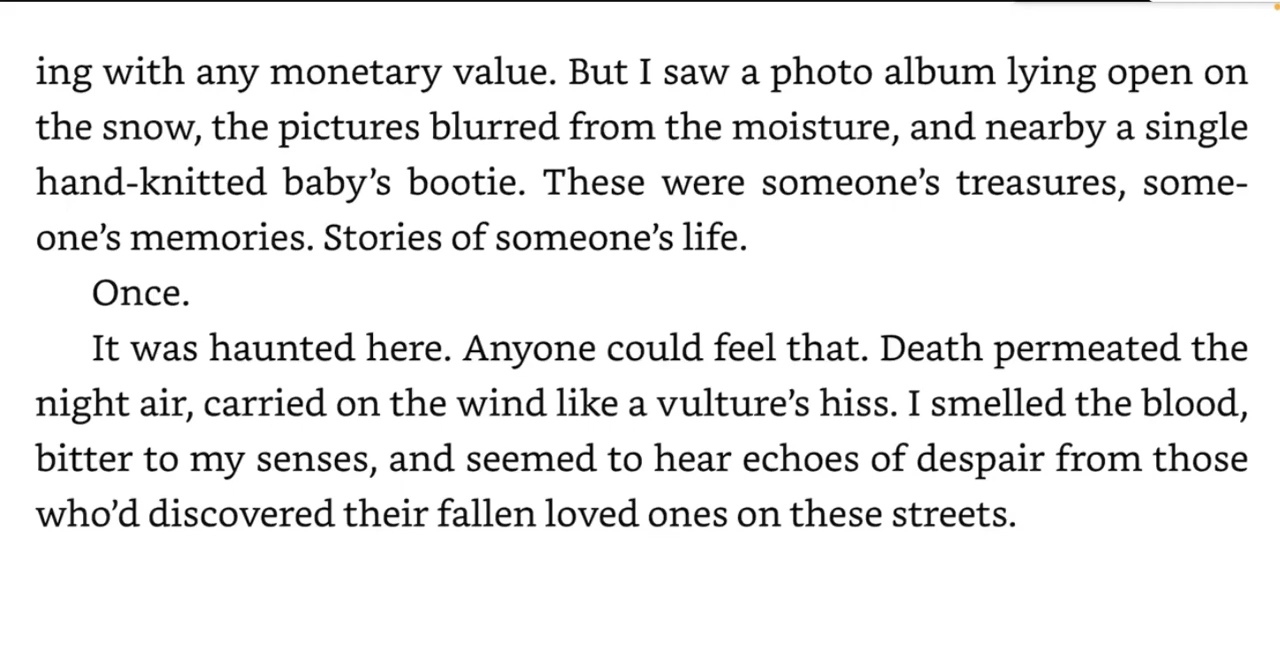 ing with any monetary value. But I saw a photo album lying open on
the snow, the pictures blurred from the moisture, and nearby a single
hand-knitted baby’s bootie. These were someone’s treasures, some-
one’s memories. Stories of someone’s life.
Once.
It was haunted here. Anyone could feel that. Death permeated the
night air, carried on the wind like a vulture’s hiss. I smelled the blood,
bitter to my senses, and seemed to hear echoes of despair from those
who’d discovered their fallen loved ones on these streets.